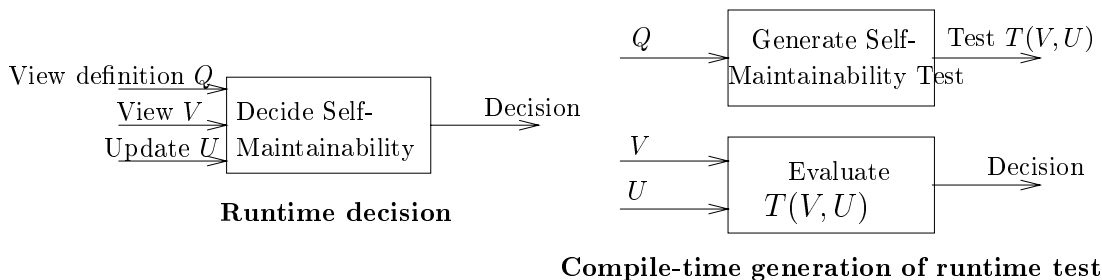 View definition Q
View V
Update U
Decide Self-
Maintainability
Decision
Runtime decision
Q
Generate Self-
Maintainability Test
Test T(V, U)
V
U
Evaluate
T(V, U)
Decision
Compile-time generation of runtime test